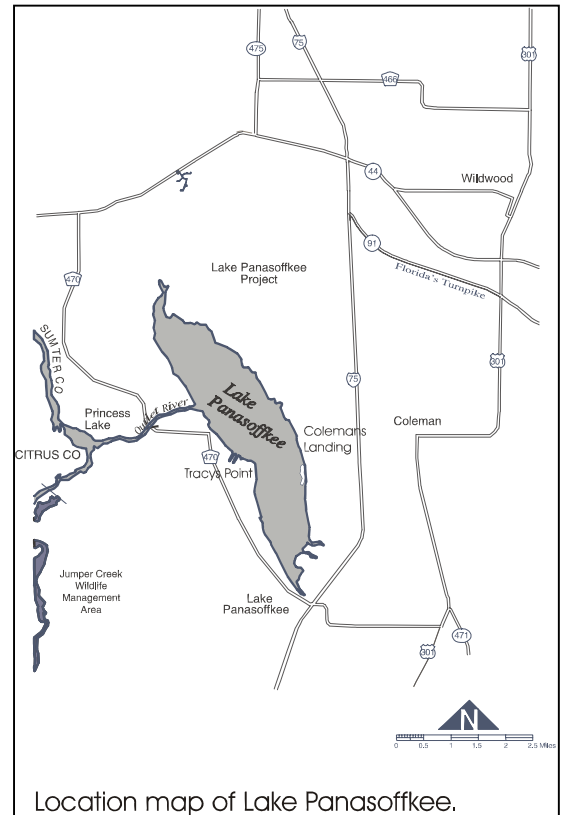 475
75
301
466
44
Wildwood
91
Florida's Turnpike
470
Lake Panasoffkee
Project
SUMTER CO
75
301
Lake
Panasoffkee
Princess
Lake
Outlet River
Colemans
Landing
Coleman
CITRUS CO
470
Tracys Point
Jumper Creek
Wildlife
Management
Area
Lake
Panasoffkee
301
471
N
0 0.5 1 1.5 2 2.5 Miles
Location map of Lake Panasoffkee.